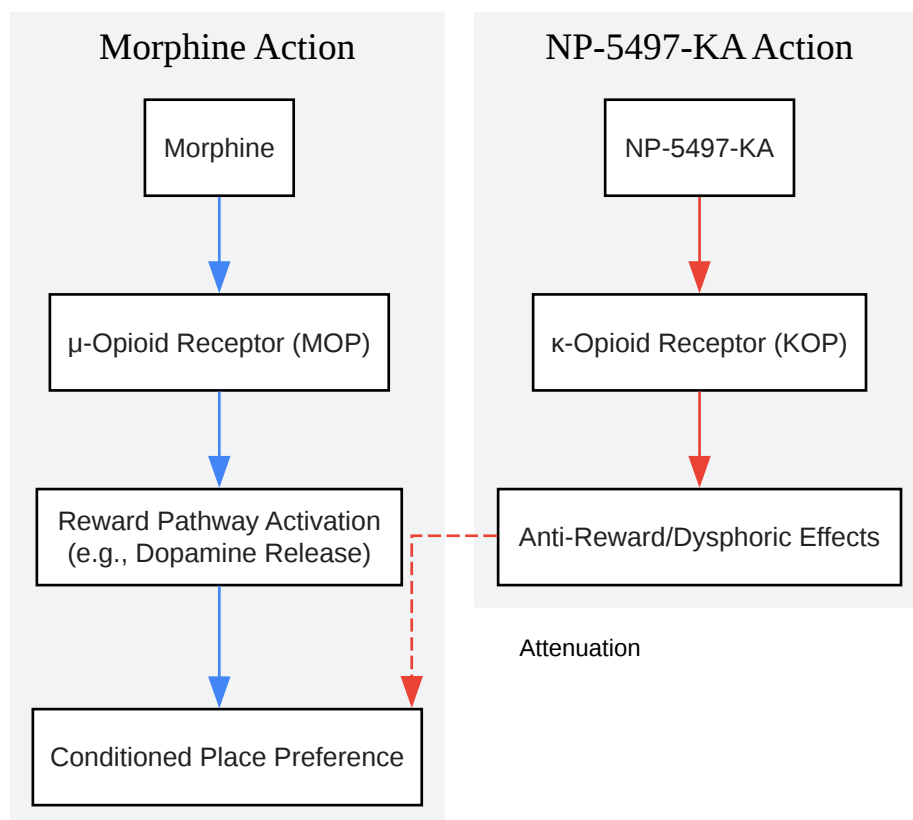 Morphine Action
Morphine
μ-Opioid Receptor (MOP)
Reward Pathway Activation
(e.g., Dopamine Release)
Conditioned Place Preference
NP-5497-KA Action
NP-5497-KA
κ-Opioid Receptor (KOP)
Anti-Reward/Dysphoric Effects
Attenuation